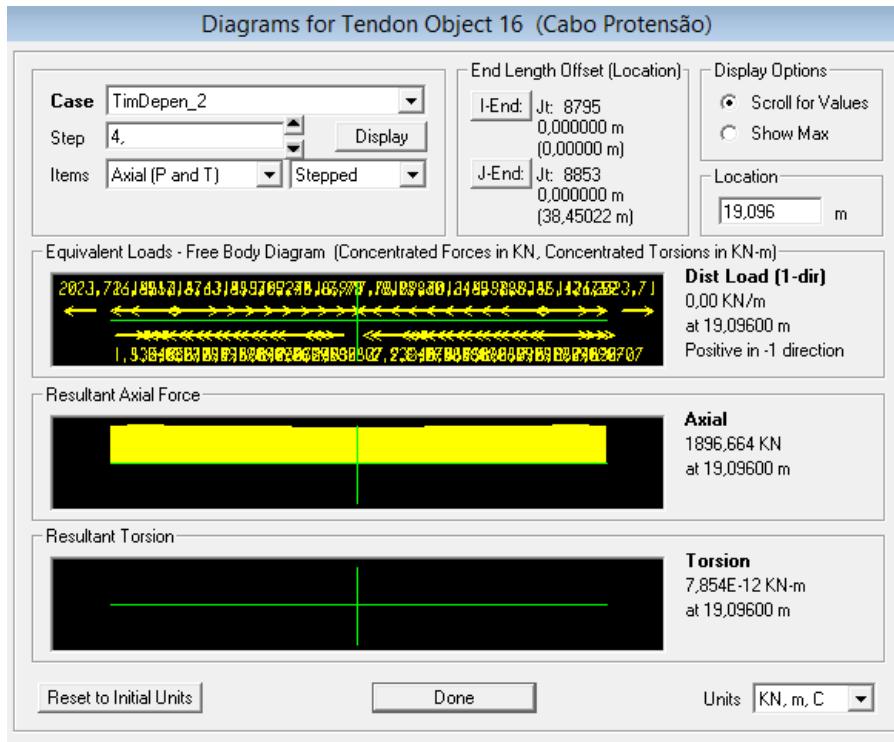 Diagrams for Tendon Object 16 (Cabo Protensão)
Case TimDepen_2
Step 4, Display
Items Axial (P and T) Stepped
End Length Offset (Location)
I-End: Jt: 8795
0,000000 m
(0,00000 m)
J-End: Jt: 8853
0,000000 m
(38,45022 m)
Display Options
Scroll for Values
Show Max
Location
19,096 m
Equivalent Loads - Free Body Diagram (Concentrated Forces in KN, Concentrated Torsions in KN-m)
Dist Load (1-dir)
0,00 KN/m
at 19,09600 m
Positive in -1 direction
Resultant Axial Force
Axial
1896,664 KN
at 19,09600 m
Resultant Torsion
Torsion
7,854E-12 KN-m
at 19,09600 m
Reset to Initial Units Done Units KN, m, C